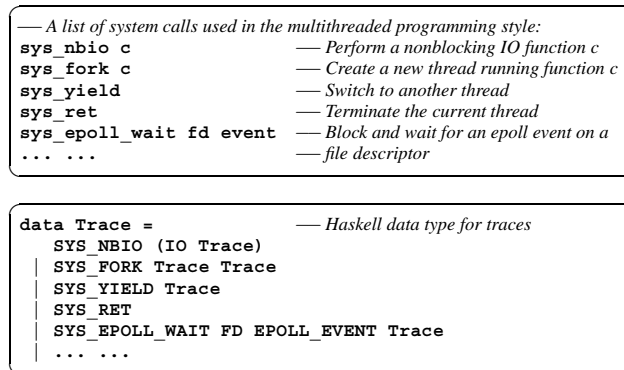 — A list of system calls used in the multithreaded programming style:
sys_nbio c — Perform a nonblocking IO function c
sys_fork c — Create a new thread running function c
sys_yield — Switch to another thread
sys_ret — Terminate the current thread
sys_epoll_wait fd event — Block and wait for an epoll event on a
... ... — file descriptor
data Trace = — Haskell data type for traces
SYS_NBIO (IO Trace)
| SYS_FORK Trace Trace
| SYS_YIELD Trace
| SYS_RET
| SYS_EPOLL_WAIT FD EPOLL_EVENT Trace
| ... ...